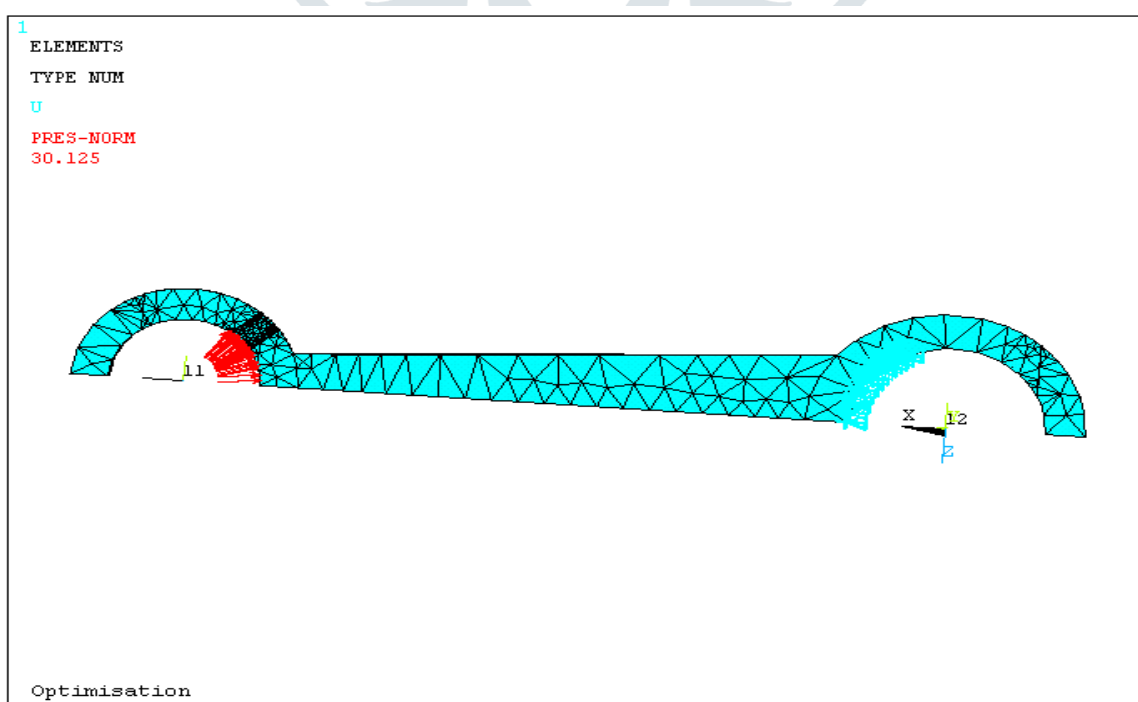 1
ELEMENTS
TYPE NUM
U
PRES-NORM
30.125
11
X
Y
12
Z
Optimisation